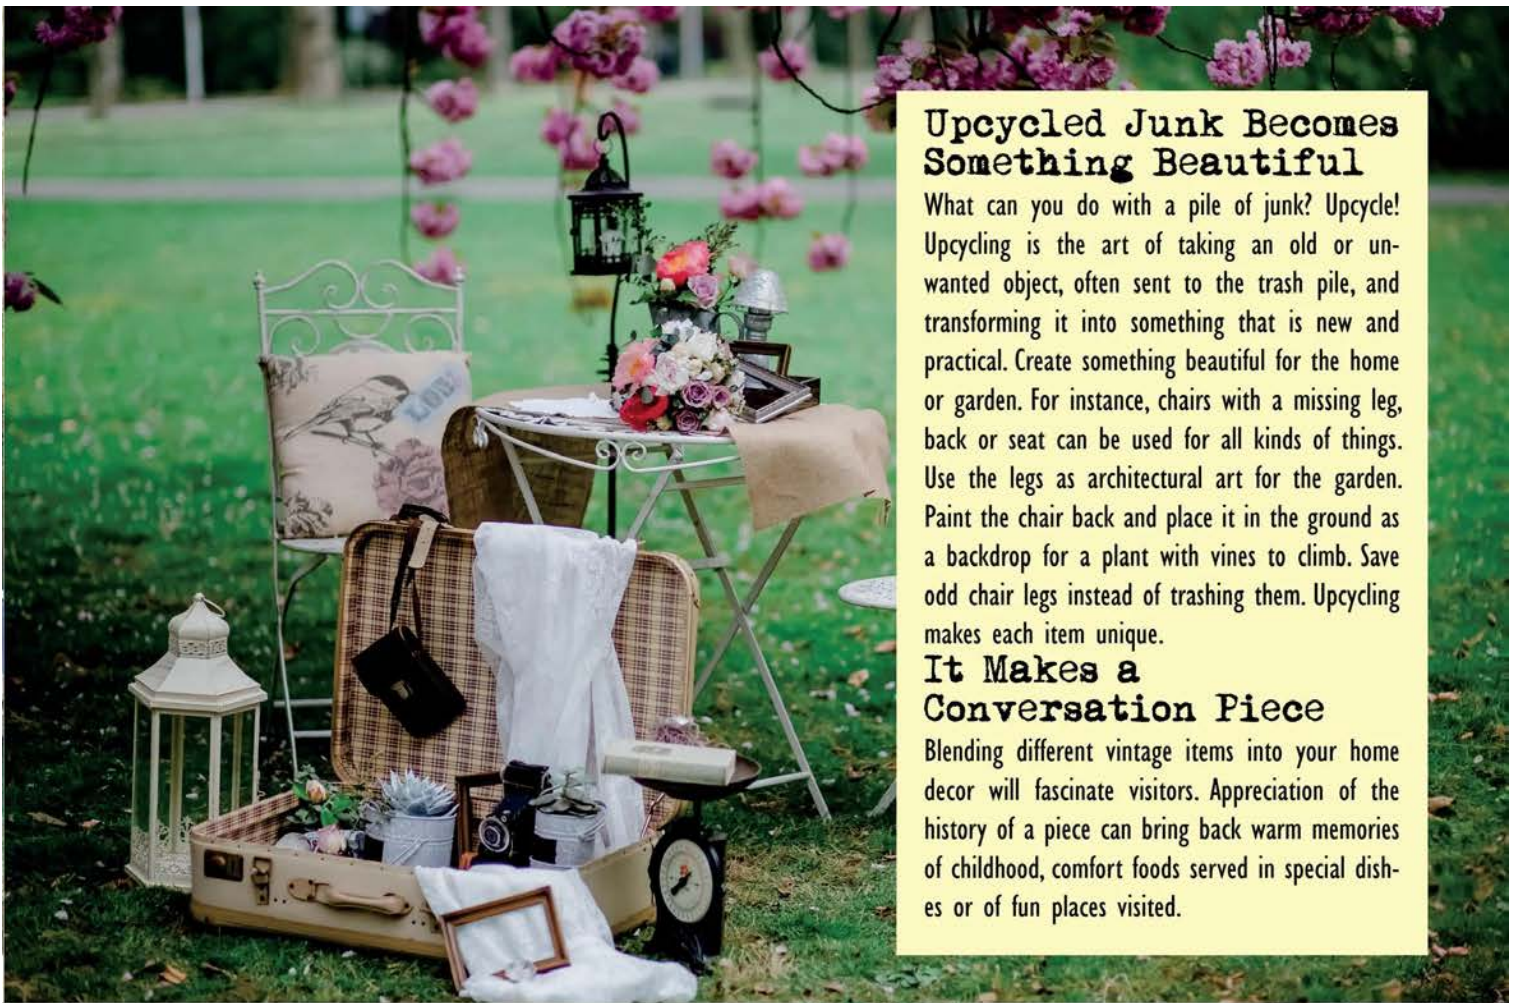 Upcycled Junk Becomes
Something Beautiful
What can you do with a pile of junk? Upcycle!
Upcycling is the art of taking an old or un-
wanted object, often sent to the trash pile, and
transforming it into something that is new and
practical. Create something beautiful for the home
or garden. For instance, chairs with a missing leg,
back or seat can be used for all kinds of things.
Use the legs as architectural art for the garden.
Paint the chair back and place it in the ground as
a backdrop for a plant with vines to climb. Save
odd chair legs instead of trashing them. Upcycling
makes each item unique.
It Makes a
Conversation Piece
Blending different vintage items into your home
decor will fascinate visitors. Appreciation of the
history of a piece can bring back warm memories
of childhood, comfort foods served in special dish-
es or of fun places visited.